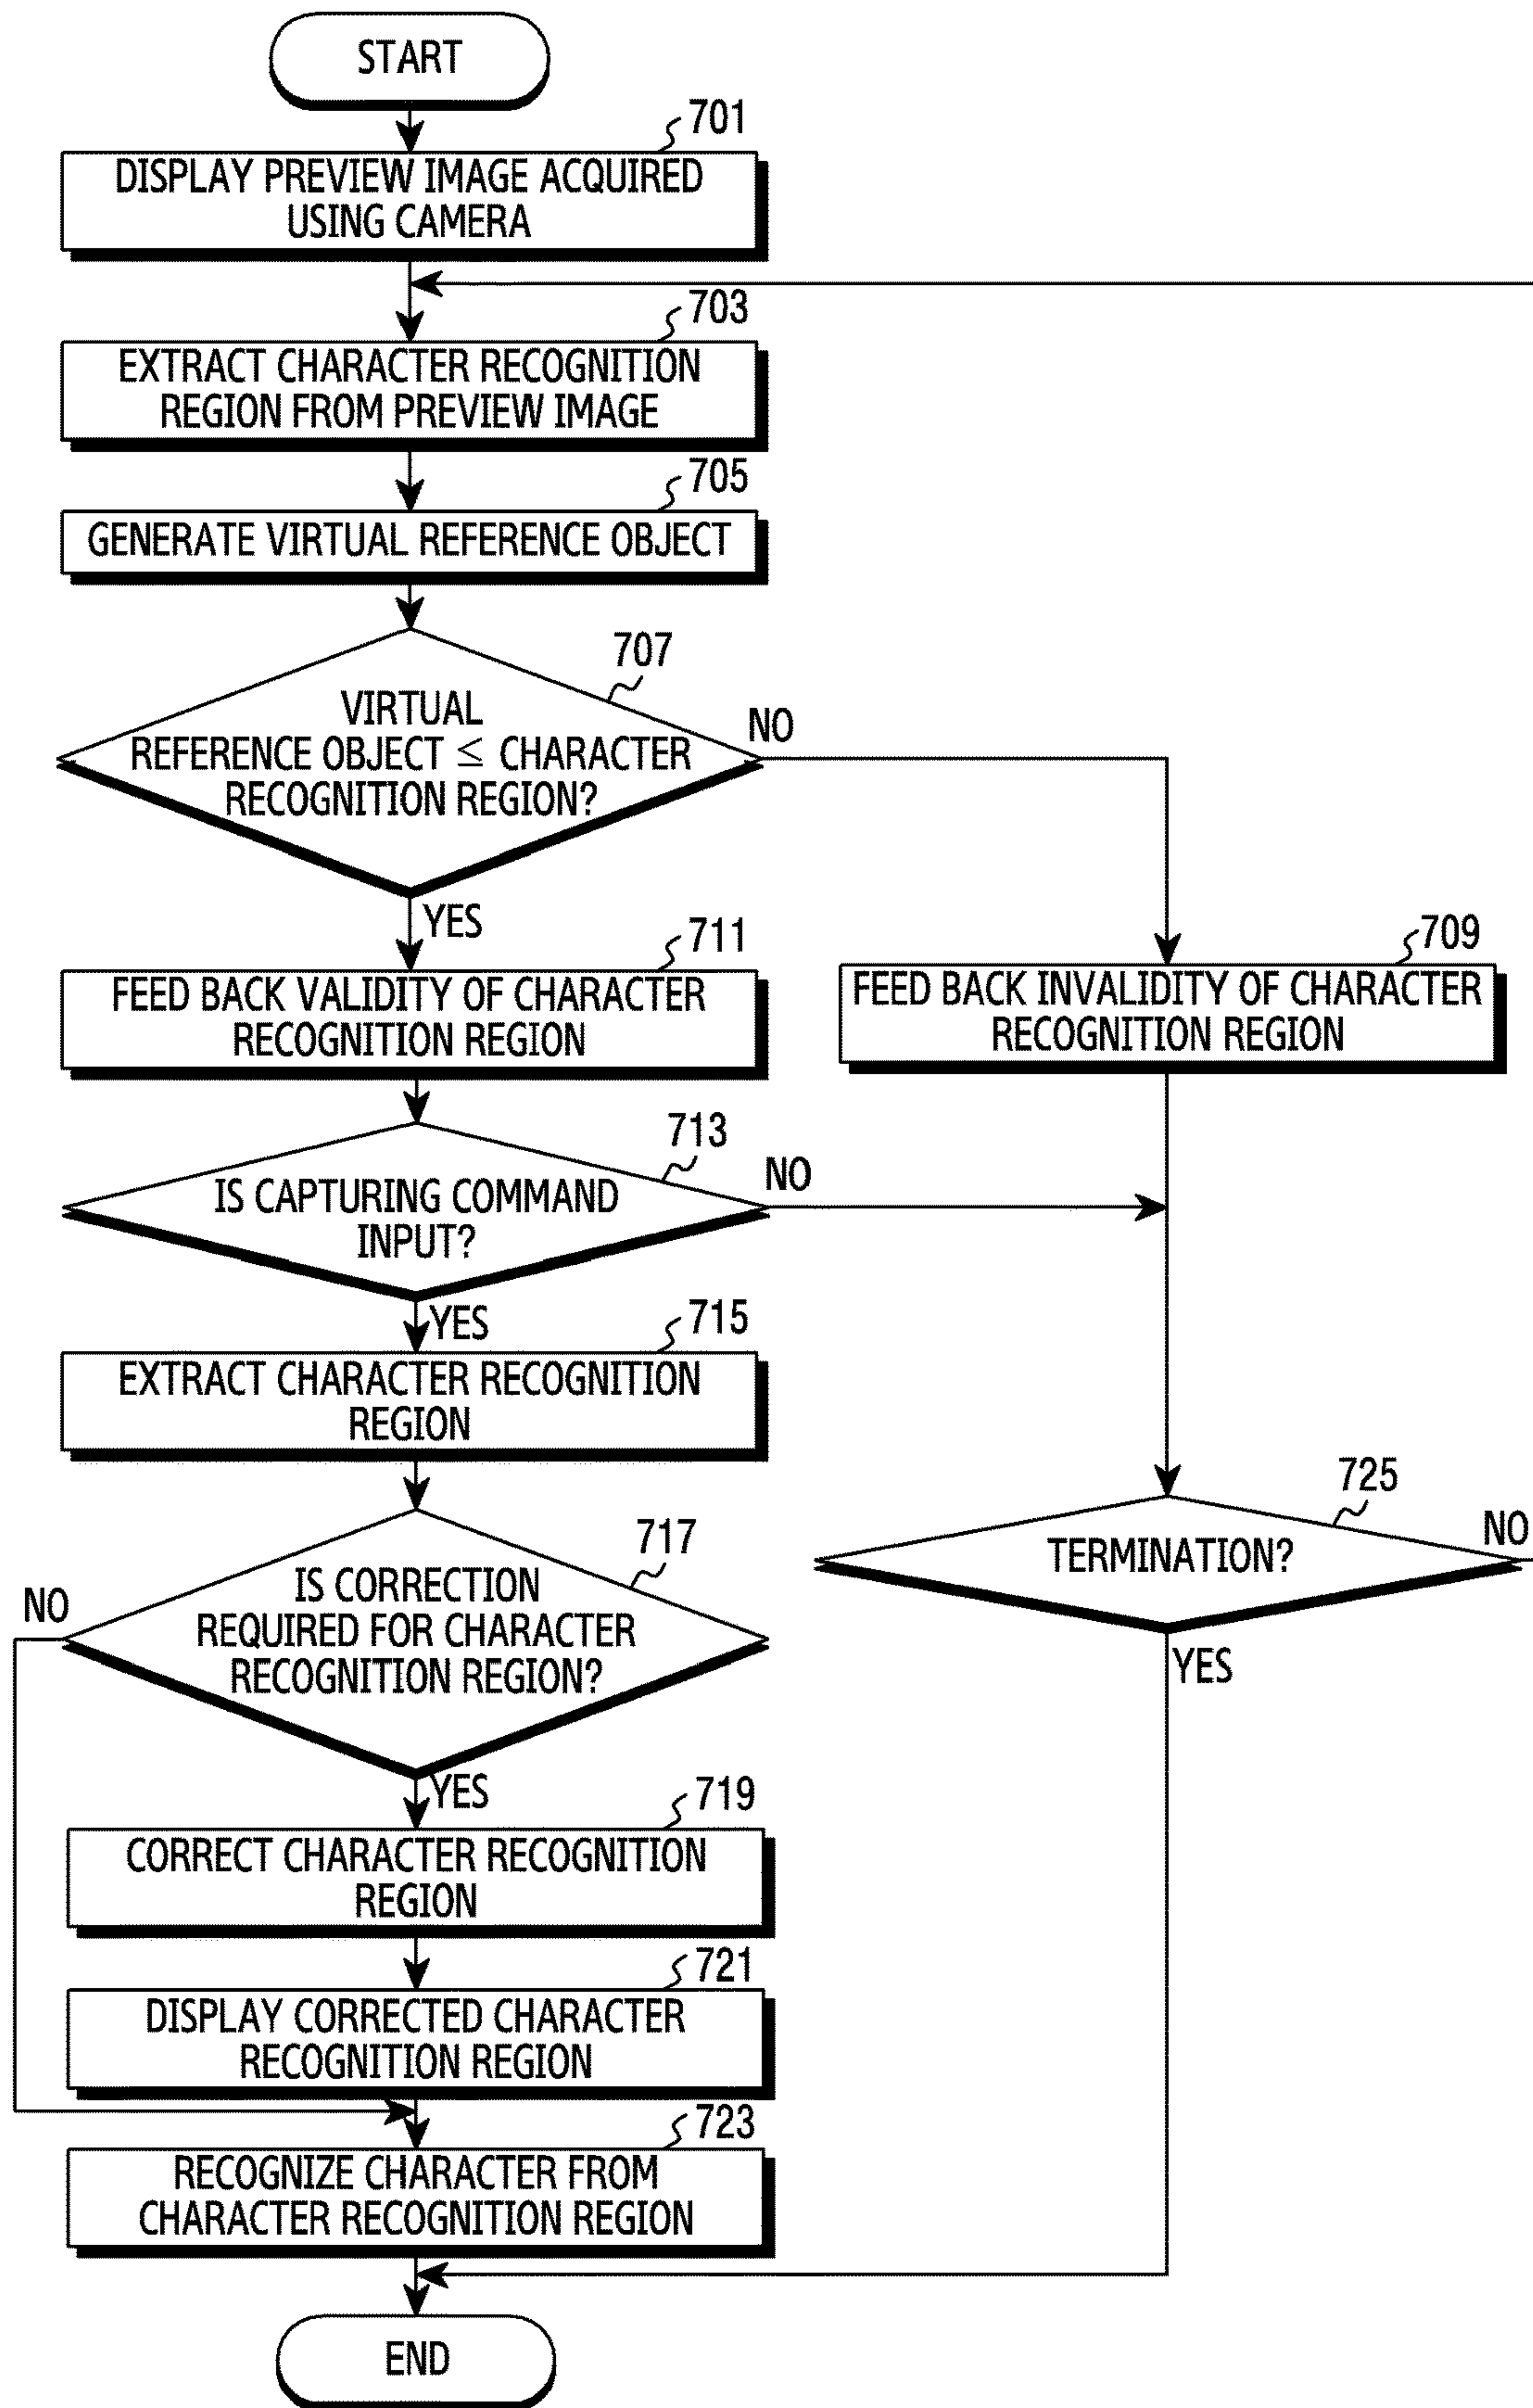 START
701
DISPLAY PREVIEW IMAGE ACQUIRED
USING CAMERA
703
EXTRACT CHARACTER RECOGNITION
REGION FROM PREVIEW IMAGE
705
GENERATE VIRTUAL REFERENCE OBJECT
707
VIRTUAL
REFERENCE OBJECT ≤ CHARACTER
RECOGNITION REGION?
NO
YES
711
FEED BACK VALIDITY OF CHARACTER
RECOGNITION REGION
709
FEED BACK INVALIDITY OF CHARACTER
RECOGNITION REGION
713
IS CAPTURING COMMAND
INPUT?
NO
YES
715
EXTRACT CHARACTER RECOGNITION
REGION
717
IS CORRECTION
REQUIRED FOR CHARACTER
RECOGNITION REGION?
NO
YES
725
TERMINATION?
NO
YES
719
CORRECT CHARACTER RECOGNITION
REGION
721
DISPLAY CORRECTED CHARACTER
RECOGNITION REGION
723
RECOGNIZE CHARACTER FROM
CHARACTER RECOGNITION REGION
END